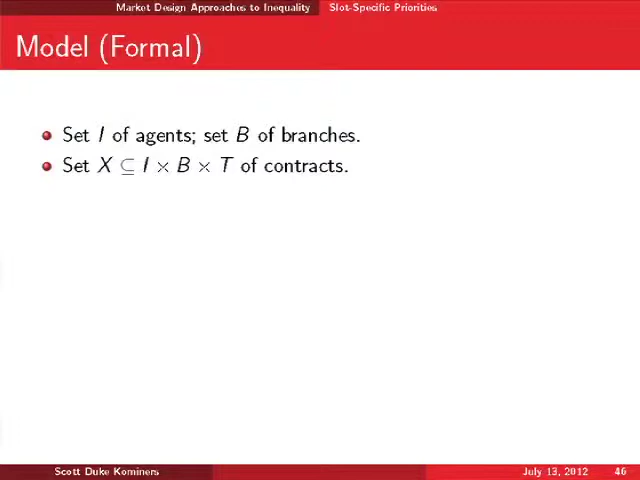 Market Design Approaches to Inequality Slot-Specific Priorities
Model (Formal)
Set I of agents; set B of branches.
Set X ⊆ I × B × T of contracts.
Scott Duke Kominers July 13, 2012 46